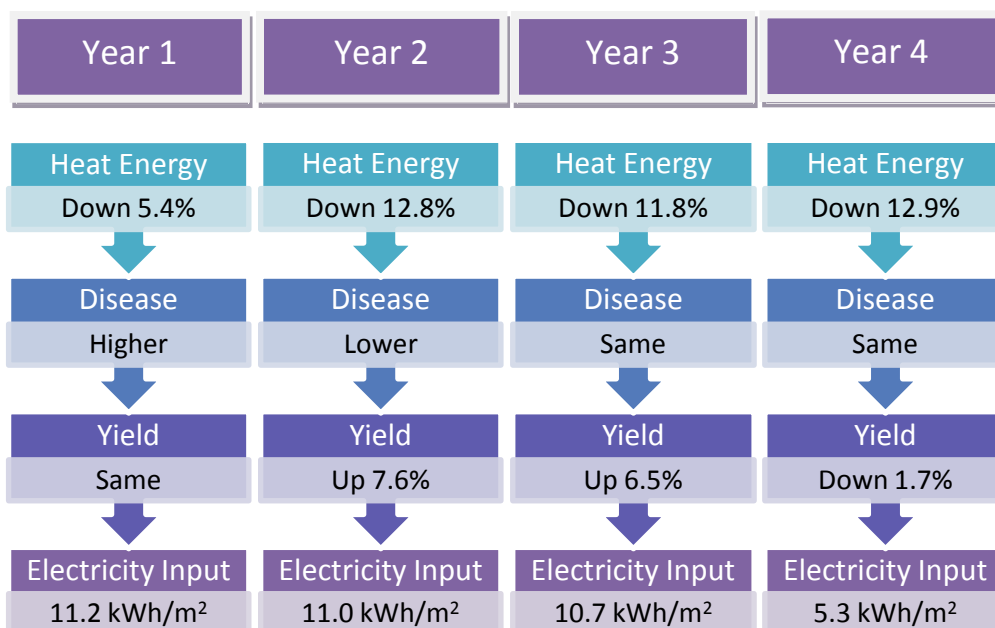 Year 1
Year 2
Year 3
Year 4
Heat Energy
Heat Energy
Heat Energy
Heat Energy
Down 5.4%
Down 12.8%
Down 11.8%
Down 12.9%
Disease
Disease
Disease
Disease
Higher
Lower
Same
Same
Yield
Yield
Yield
Yield
Same
Up 7.6%
Up 6.5%
Down 1.7%
Electricity Input
Electricity Input
Electricity Input
Electricity Input
11.2 kWh/m²
11.0 kWh/m²
10.7 kWh/m²
5.3 kWh/m²